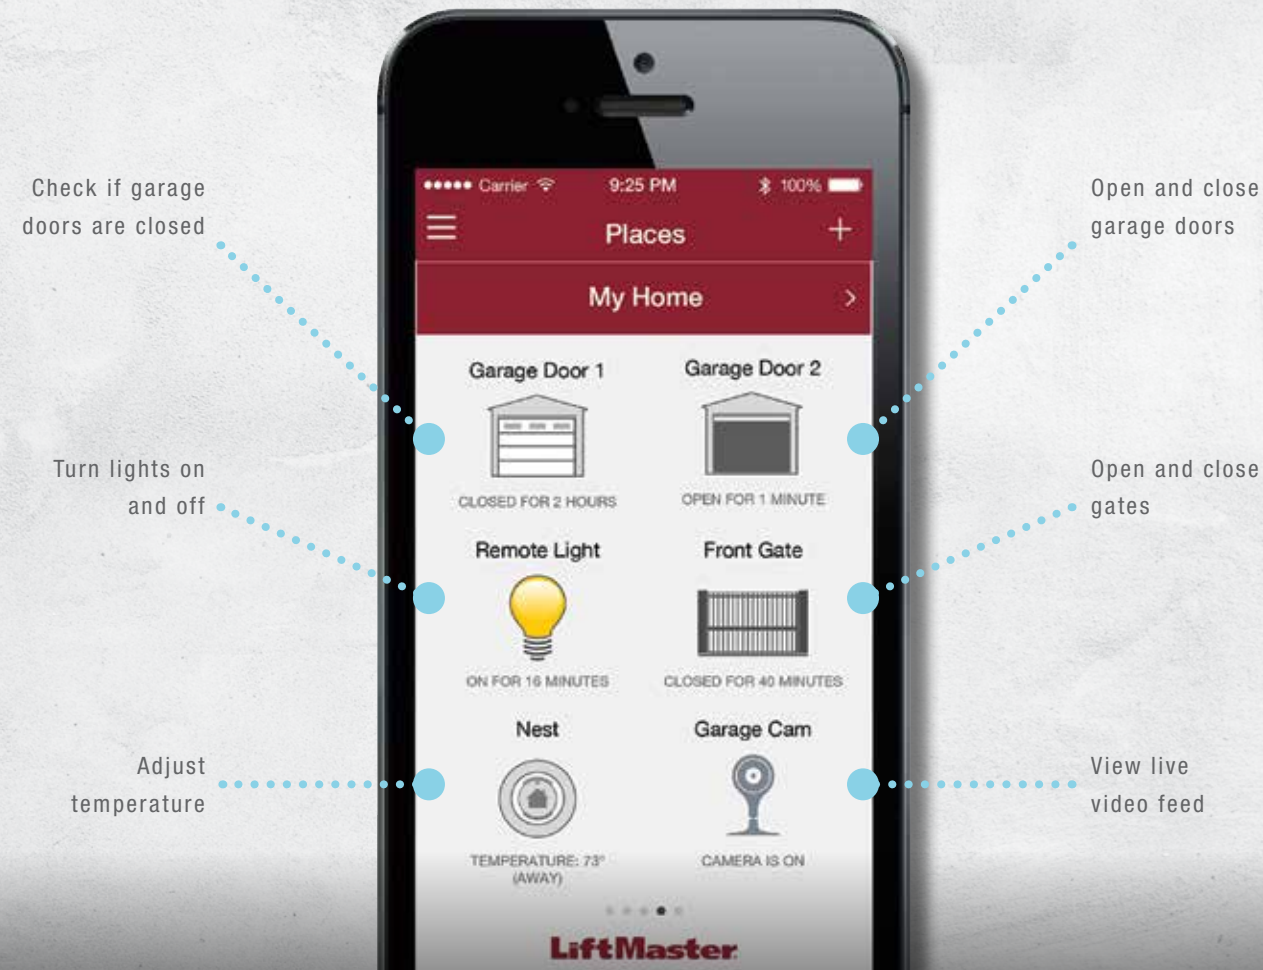 Check if garage
doors are closed
Turn lights on
and off
Adjust
temperature
Carrier 9:25 PM 100%
Places
My Home
Garage Door 1
CLOSED FOR 2 HOURS
Garage Door 2
OPEN FOR 1 MINUTE
Remote Light
ON FOR 16 MINUTES
Front Gate
CLOSED FOR 40 MINUTES
Nest
TEMPERATURE: 73°
(AWAY)
Garage Cam
CAMERA IS ON
LiftMaster
Open and close
garage doors
Open and close
gates
View live
video feed